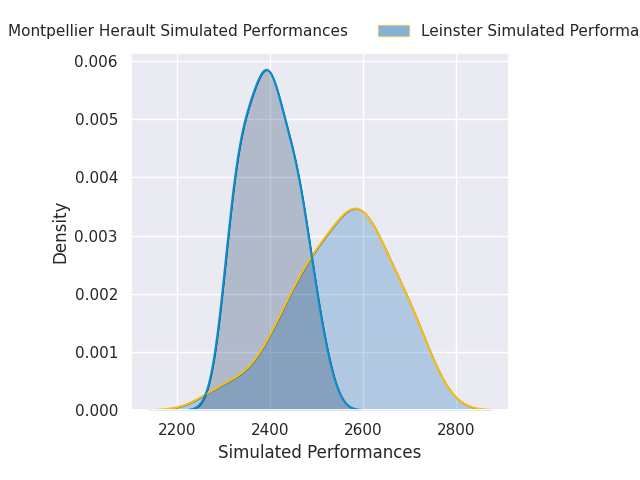 Montpellier Herault Simulated Performances
Leinster Simulated Performa
0.006
0.005
0.004
0.003
0.002
0.001
0.000
Density
2200 2400 2600 2800
Simulated Performances